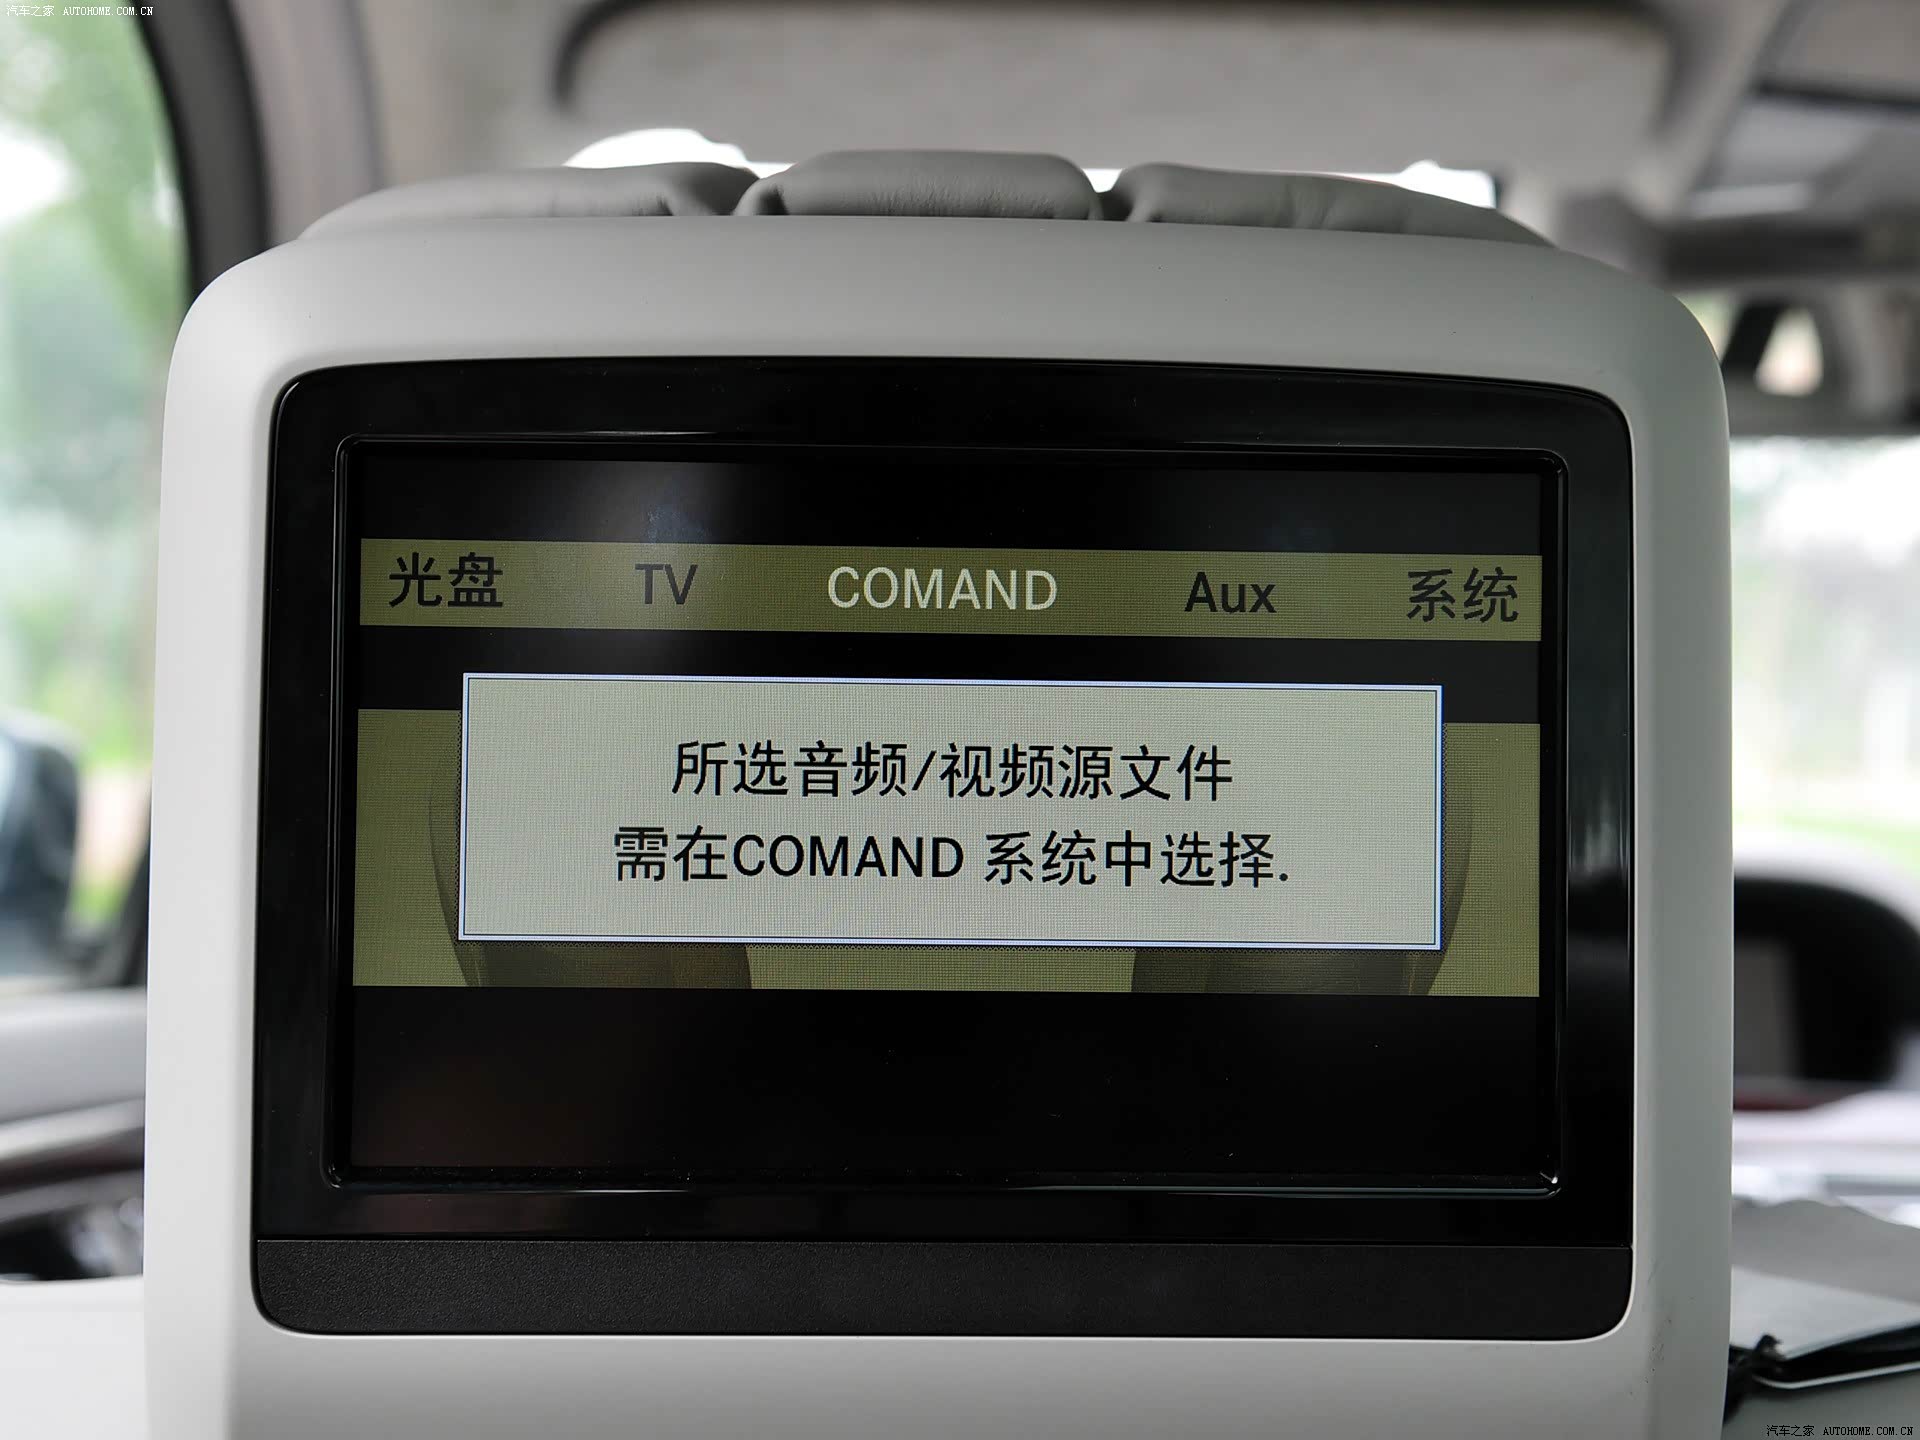 汽车之家 AUTOHOME.COM.CN
光盘 TV COMAND Aux 系统
所选音频/视频源文件
需在COMAND 系统中选择.
汽车之家 AUTOHOME.COM.CN